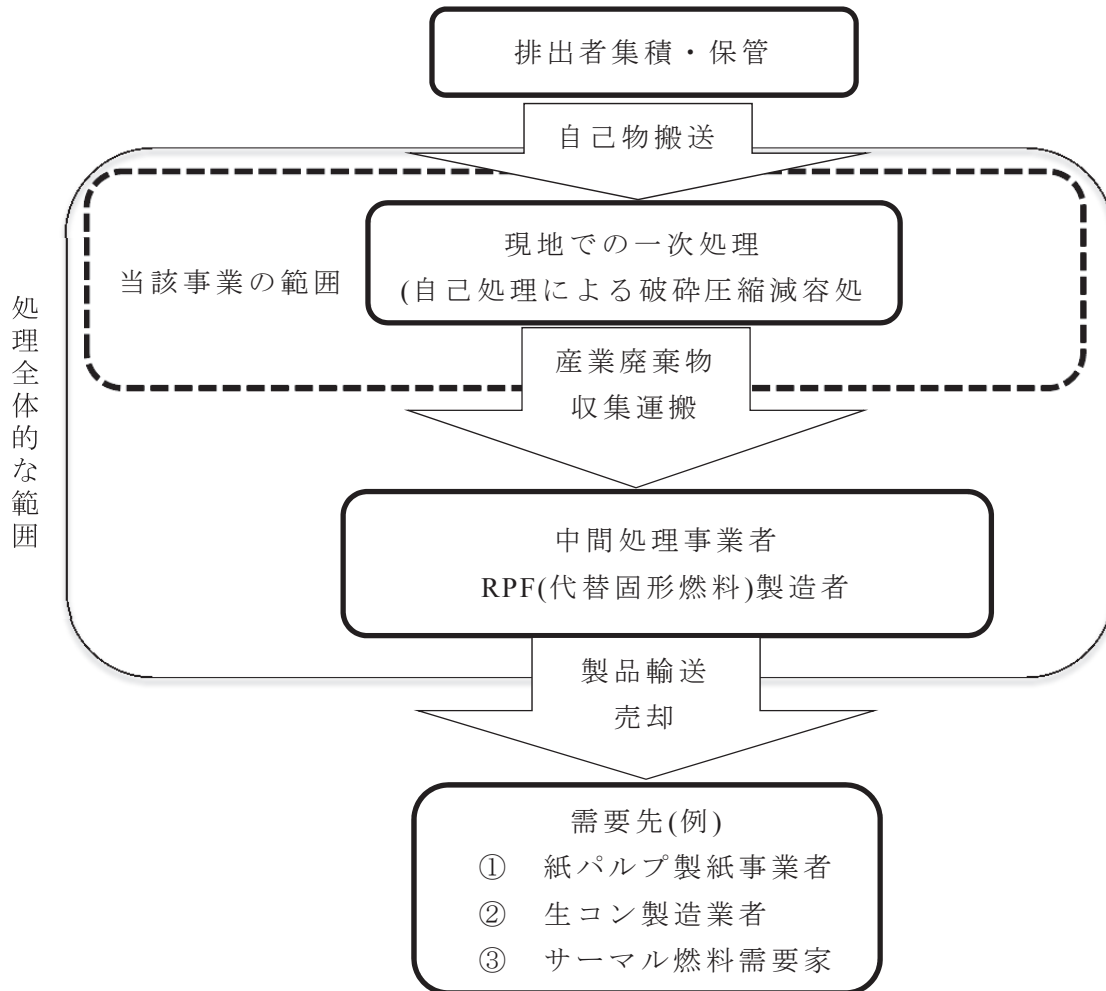 排出者集積・保管
自己物搬送
現地での一次処理
(自己処理による破砕圧縮減容処
当該事業の範囲
処理全体的な範囲
産業廃棄物
収集運搬
中間処理事業者
RPF(代替固形燃料)製造者
製品輸送
売却
需要先(例)
① 紙パルプ製紙事業者
② 生コン製造業者
③ サーマル燃料需要家